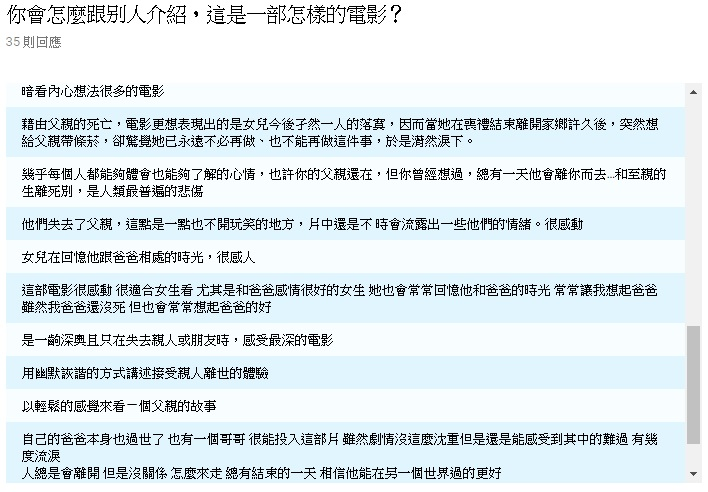 你會怎麼跟別人介紹，這是一部怎樣的電影？
35 則回應
暗看內心想法很多的電影
藉由父親的死亡，電影更想表現出的是女兒今後孑然一人的落寞，因而當她在喪禮結束離開家鄉許久後，突然想
給父親帶條菸，卻驚覺她已永遠不必再做、也不能再做這件事，於是潸然淚下。
幾乎每個人都能夠體會也能夠了解的心情，也許你的父親還在，但你曾經想過，總有一天他會離你而去...和至親的
生離死別，是人類最普遍的悲傷
他們失去了父親，這點是一點也不開玩笑的地方，片中還是不 時會流露出一些他們的情緒。很感動
女兒在回憶他跟爸爸相處的時光，很感人
這部電影很感動 很適合女生看 尤其是和爸爸感情很好的女生 她也會常常回憶他和爸爸的時光 常常讓我想起爸爸
雖然我爸爸還沒死 但也會常常想起爸爸的好
是一齣深奧且只在失去親人或朋友時，感受最深的電影
用幽默詼諧的方式講述接受親人離世的體驗
以輕鬆的感覺來看一個父親的故事
自己的爸爸本身也過世了 也有一個哥哥 很能投入這部片 雖然劇情沒這麼沈重但是還是能感受到其中的難過 有幾
度流淚
人總是會離開 但是沒關係 怎麼來走 總有結束的一天 相信他能在另一個世界過的更好